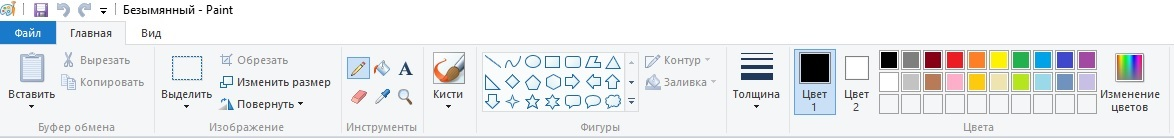 Безымянный - Paint
Файл Главная Вид
Вставить
Вырезать
Копировать
Буфер обмена
Выделить
Обрезать
Изменить размер
Повернуть
Изображение
A
Инструменты
Кисти
Контур
Заливка
Фигуры
Толщина
Цвет 1
Цвет 2
Изменение цветов
Цвета